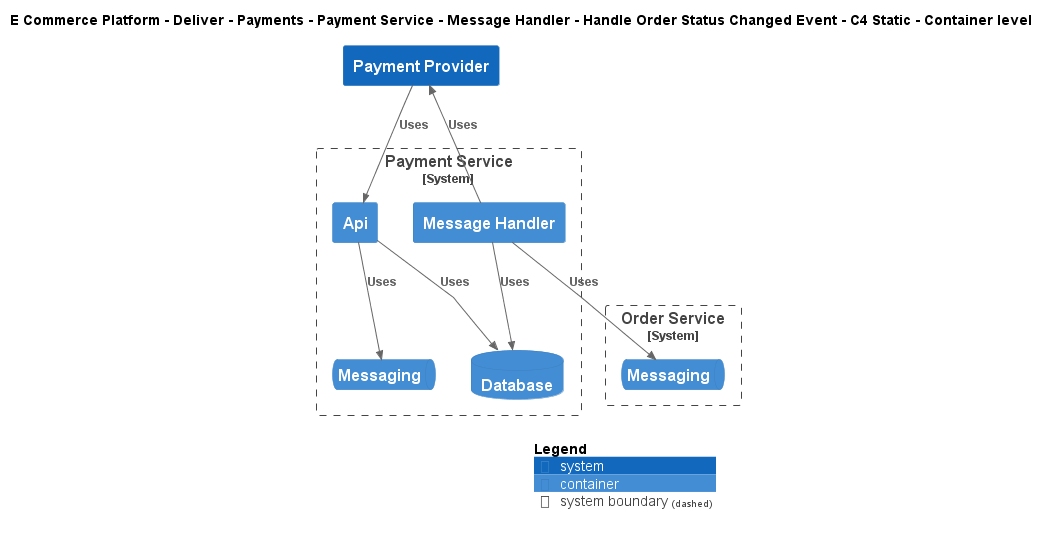 E Commerce Platform - Deliver - Payments - Payment Service - Message Handler - Handle Order Status Changed Event - C4 Static - Container level
Payment Provider
Uses
Uses
Payment Service
[System]
Api
Message Handler
Uses
Uses
Uses
Uses
Order Service
[System]
Messaging
Database
Messaging
Legend
system
container
system boundary (dashed)